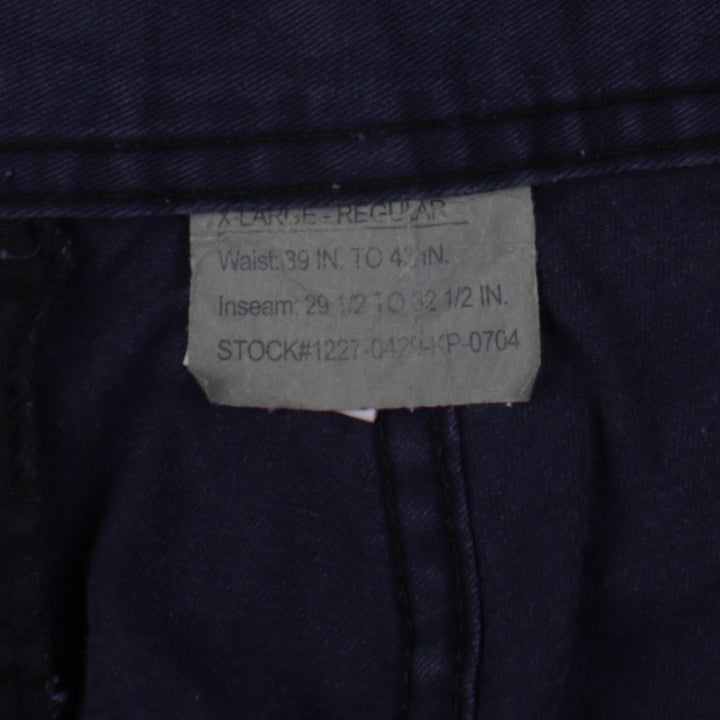 X-LARGE - REGULAR
Waist: 39 IN. TO 43 IN.
Inseam: 29 1/2 TO 32 1/2 IN.
STOCK#1227-0429-KP-0704